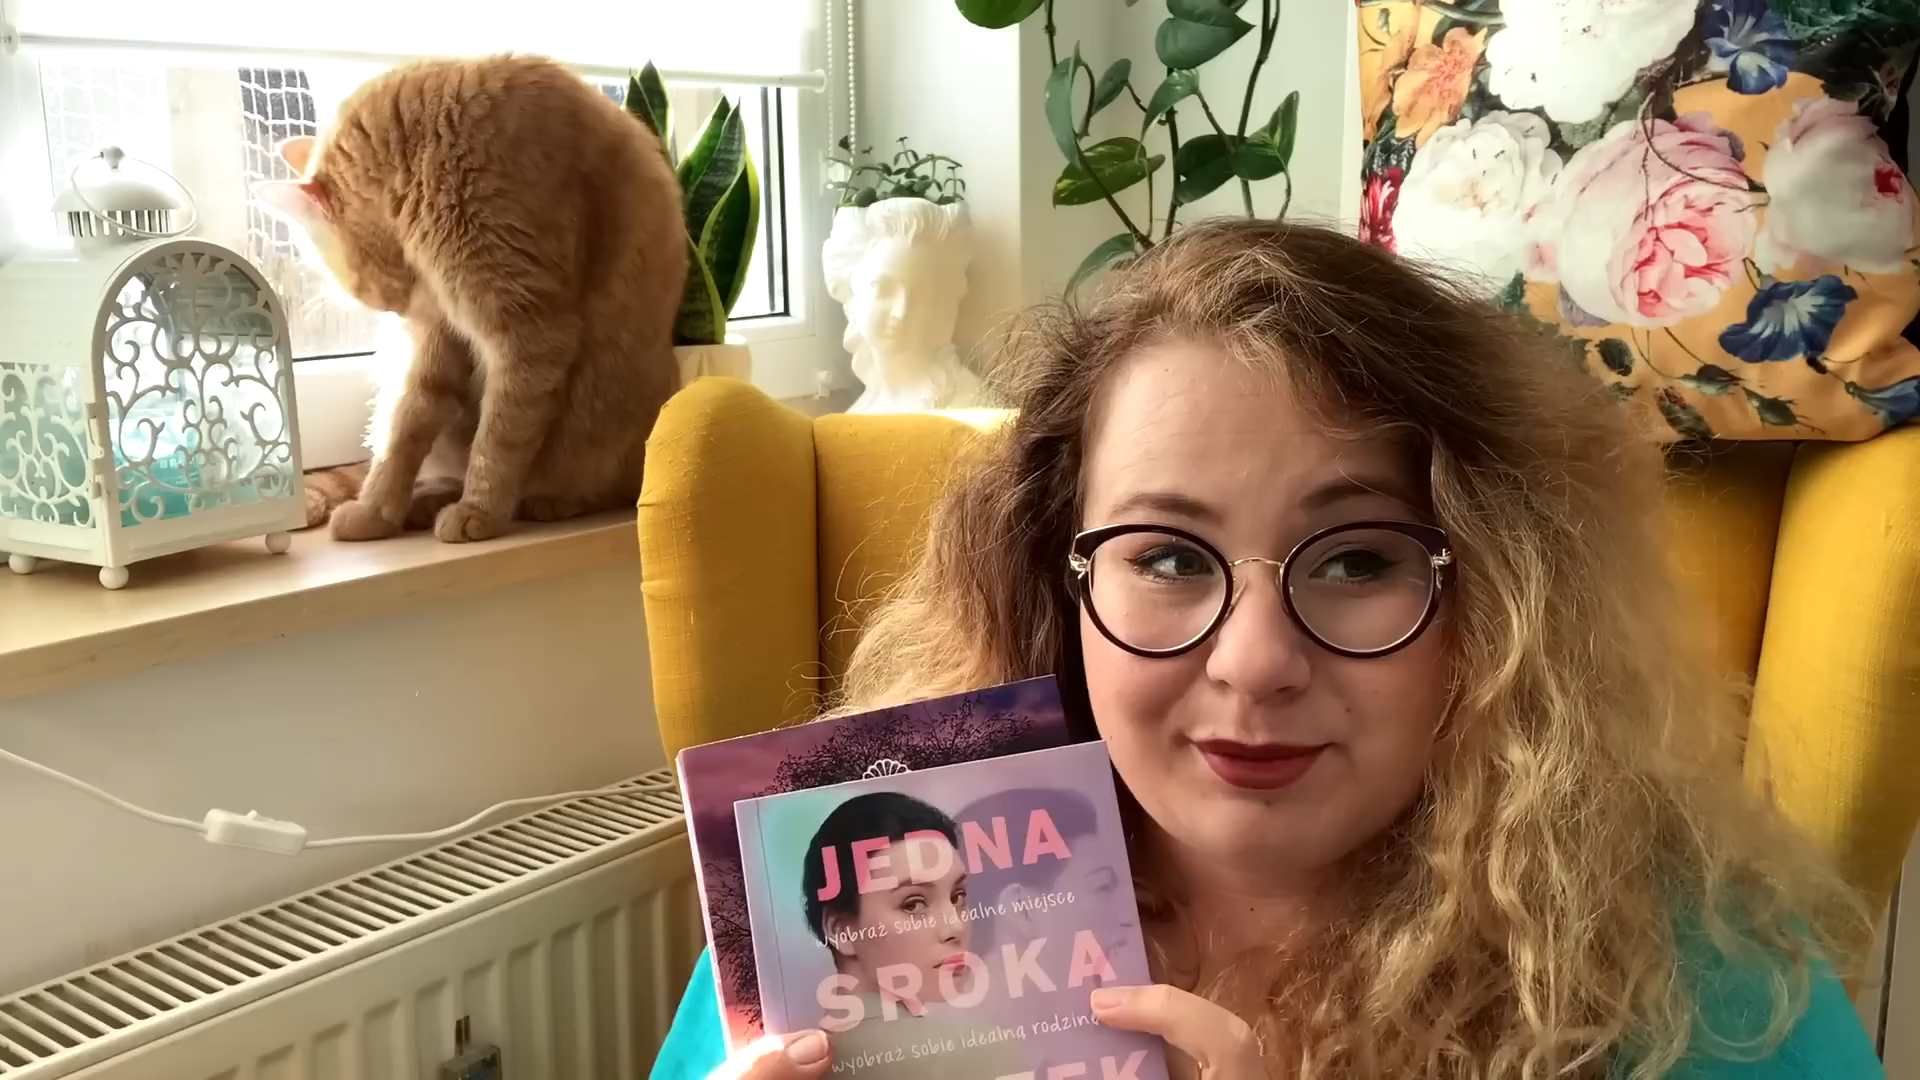 JEDNA
wyobraź sobie idealne miejsce
SROKA
wyobraź sobie idealną rodzinę